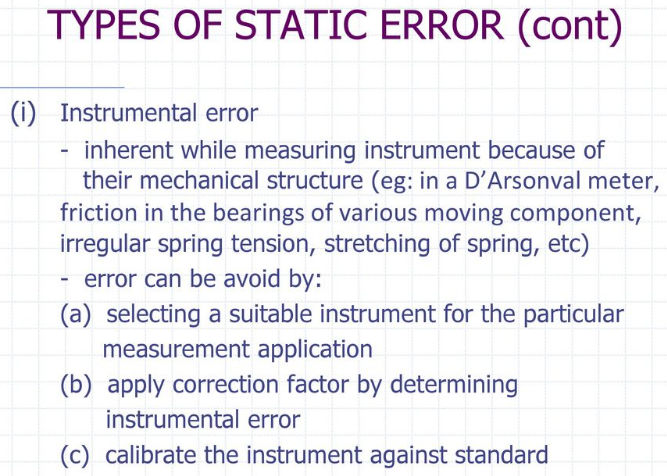 TYPES OF STATIC ERROR (cont)
(i) Instrumental error
- inherent while measuring instrument because of
their mechanical structure (eg: in a D’Arsonval meter,
friction in the bearings of various moving component,
irregular spring tension, stretching of spring, etc)
- error can be avoid by:
(a) selecting a suitable instrument for the particular
measurement application
(b) apply correction factor by determining
instrumental error
(c) calibrate the instrument against standard